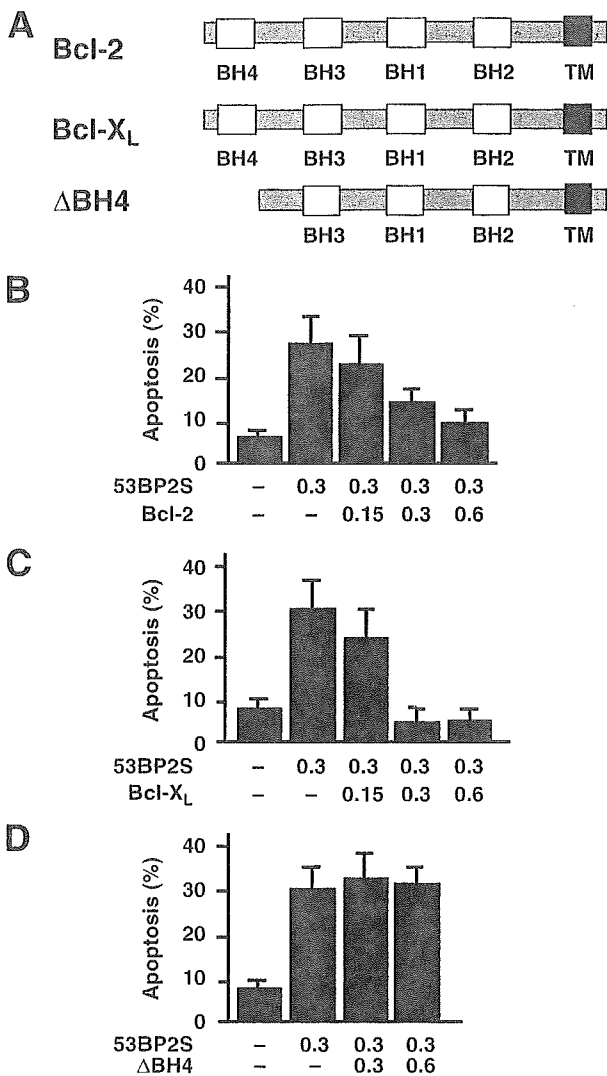 A
Bcl-2
BH4 BH3 BH1 BH2 TM
Bcl-XL
BH4 BH3 BH1 BH2 TM
ΔBH4
BH3 BH1 BH2 TM
B
Apoptosis (%)
40
30
20
10
0
53BP2S – 0.3 0.3 0.3 0.3
Bcl-2 – – 0.15 0.3 0.6
C
Apoptosis (%)
40
30
20
10
0
53BP2S – 0.3 0.3 0.3 0.3
Bcl-XL – – 0.15 0.3 0.6
D
Apoptosis (%)
40
30
20
10
0
53BP2S – 0.3 0.3 0.3
ΔBH4 – – 0.3 0.6